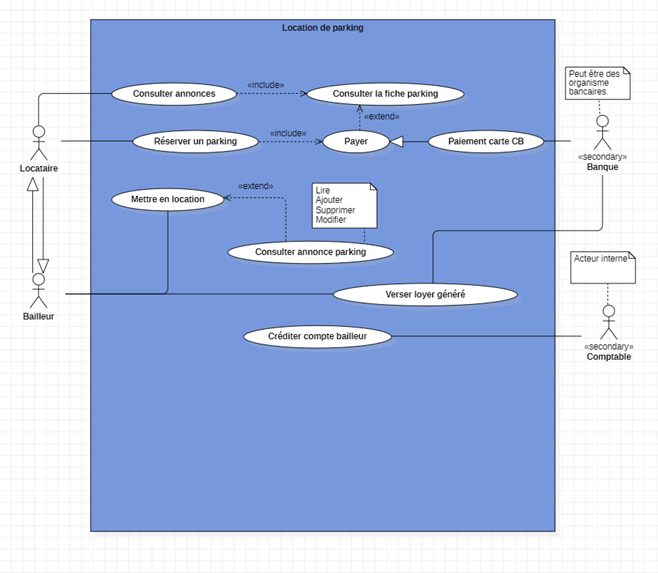 Location de parking
Consulter annonces
«include»
Consulter la fiche parking
Peut être des
organisme
bancaires.
«extend»
Locataire
Réserver un parking
«include»
Payer
Paiement carte CB
«secondary»
Banque
«extend»
Mettre en location
Lire
Ajouter
Supprimer
Modifier
Consulter annonce parking
Acteur interne
Bailleur
Verser loyer généré
Créditer compte bailleur
«secondary»
Comptable